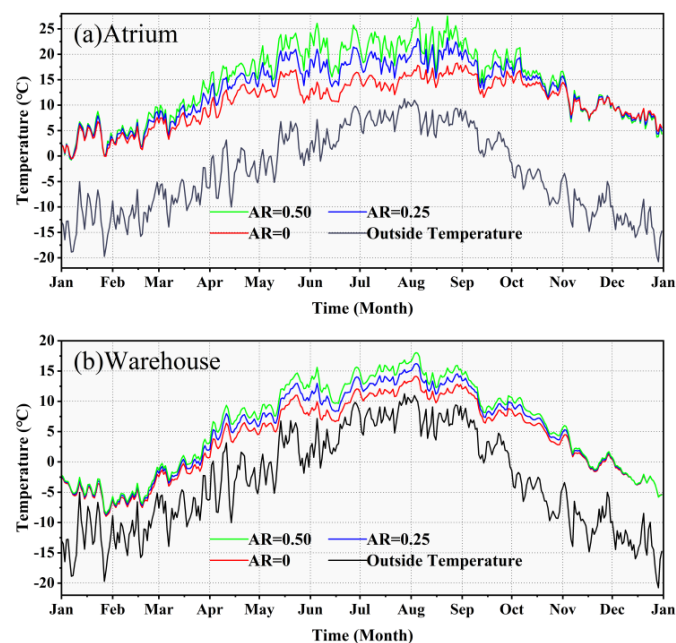 (a)Atrium
Temperature (℃)
25
20
15
10
5
0
-5
-10
-15
-20
AR=0.50 AR=0.25
AR=0 Outside Temperature
Jan Feb Mar Apr May Jun Jul Aug Sep Oct Nov Dec Jan
Time (Month)
(b)Warehouse
Temperature (℃)
20
15
10
5
0
-5
-10
-15
-20
AR=0.50 AR=0.25
AR=0 Outside Temperature
Jan Feb Mar Apr May Jun Jul Aug Sep Oct Nov Dec Jan
Time (Month)